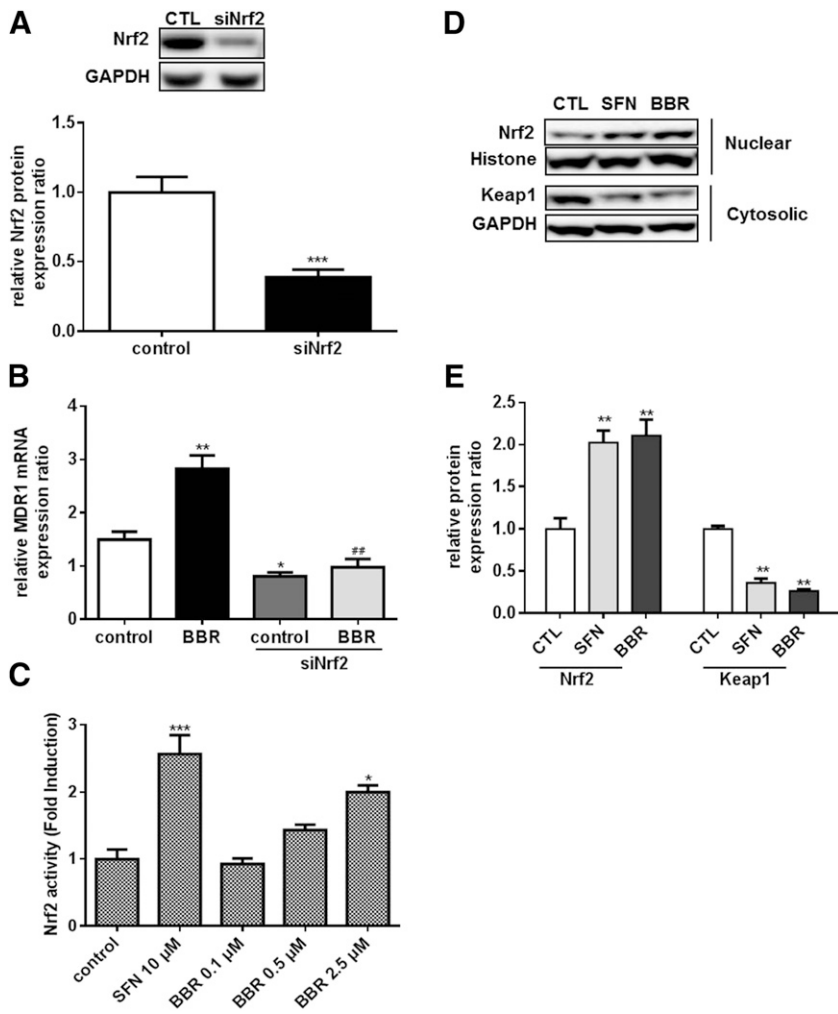 A
CTL siNrf2
Nrf2
GAPDH
relative Nrf2 protein
expression ratio
1.5
1.0
0.5
0.0
***
control
siNrf2
B
relative MDR1 mRNA
expression ratio
4
3
2
1
0
**
*
##
control
BBR
control
BBR
siNrf2
C
Nrf2 activity (Fold Induction)
3
2
1
0
***
*
control
SFN 10 µM
BBR 0.1 µM
BBR 0.5 µM
BBR 2.5 µM
D
CTL SFN BBR
Nrf2
Histone
Nuclear
Keap1
GAPDH
Cytosolic
E
relative protein
expression ratio
2.5
2.0
1.5
1.0
0.5
0.0
**
**
**
**
CTL
SFN
BBR
CTL
SFN
BBR
Nrf2
Keap1